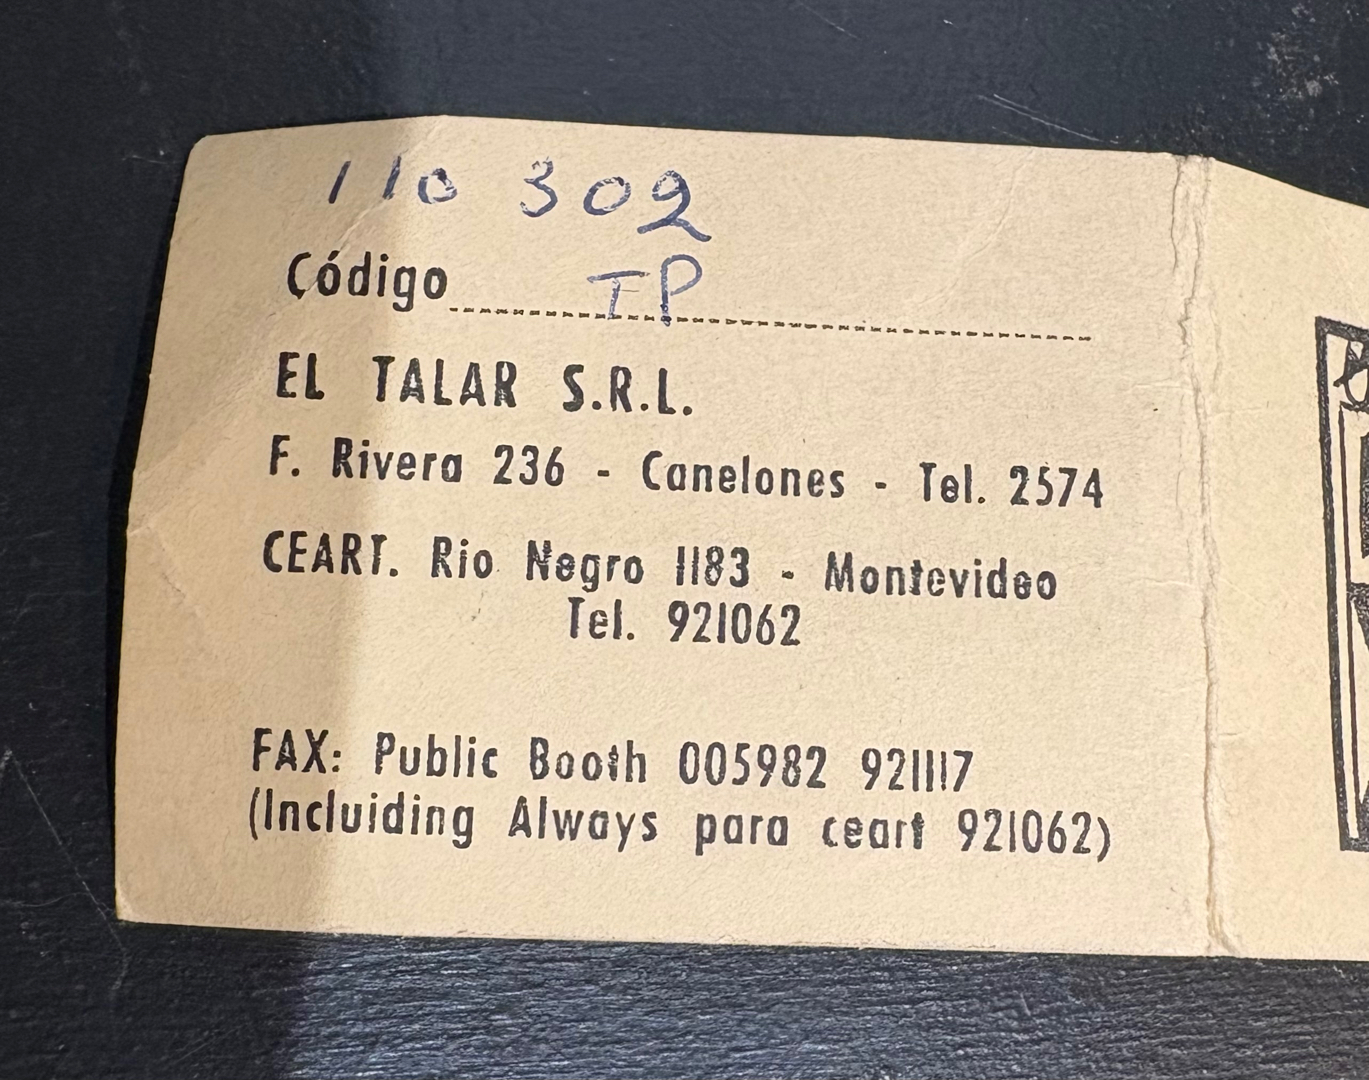 110 302
Código IP
EL TALAR S.R.L.
F. Rivera 236 - Canelones - Tel. 2574
CEART. Rio Negro 1183 - Montevideo
Tel. 921062
FAX: Public Booth 005982 921117
(Incluiding Always para ceart 921062)